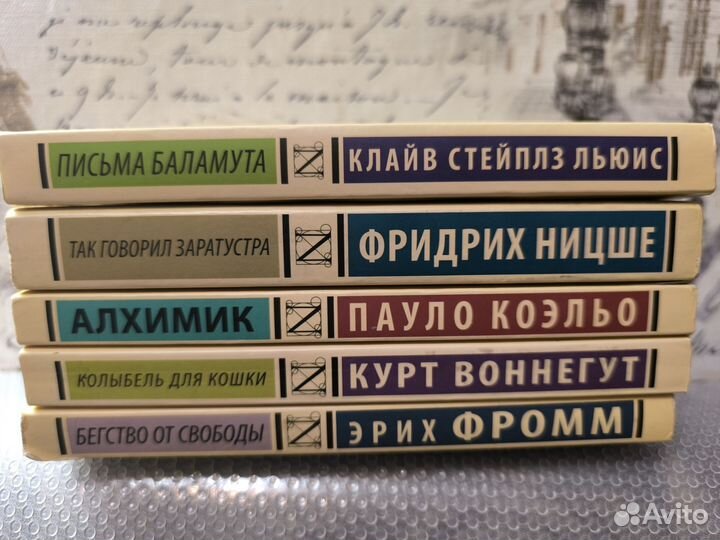 ПИСЬМА БАЛАМУТА КЛАЙВ СТЕЙПЛЗ ЛЬЮИС
ТАК ГОВОРИЛ ЗАРАТУСТРА ФРИДРИХ НИЦШЕ
АЛХИМИК ПАУЛО КОЭЛЬО
КОЛЫБЕЛЬ ДЛЯ КОШКИ КУРТ ВОННЕГУТ
БЕГСТВО ОТ СВОБОДЫ ЭРИХ ФРОММ
Avito